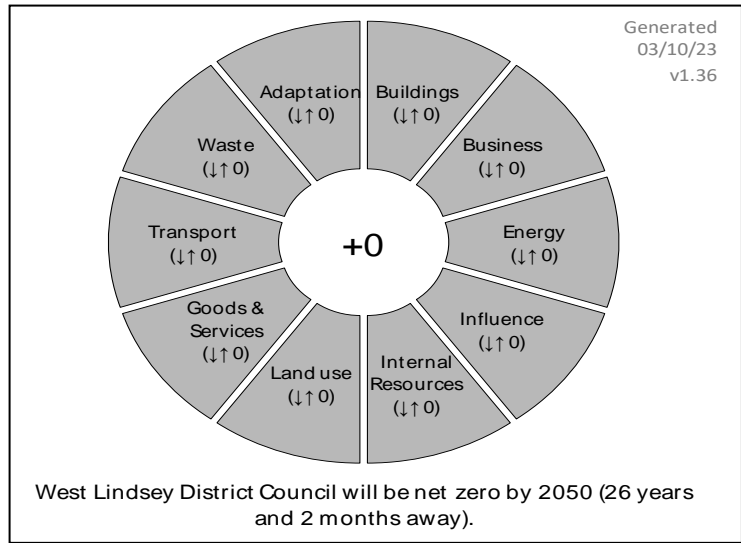 Generated
03/10/23
v1.36
Adaptation
(↓↑ 0)
Buildings
(↓↑ 0)
Waste
(↓↑ 0)
Business
(↓↑ 0)
Transport
(↓↑ 0)
+0
Energy
(↓↑ 0)
Goods &
Services
(↓↑ 0)
Influence
(↓↑ 0)
Land use
(↓↑ 0)
Internal
Resources
(↓↑ 0)
West Lindsey District Council will be net zero by 2050 (26 years
and 2 months away).